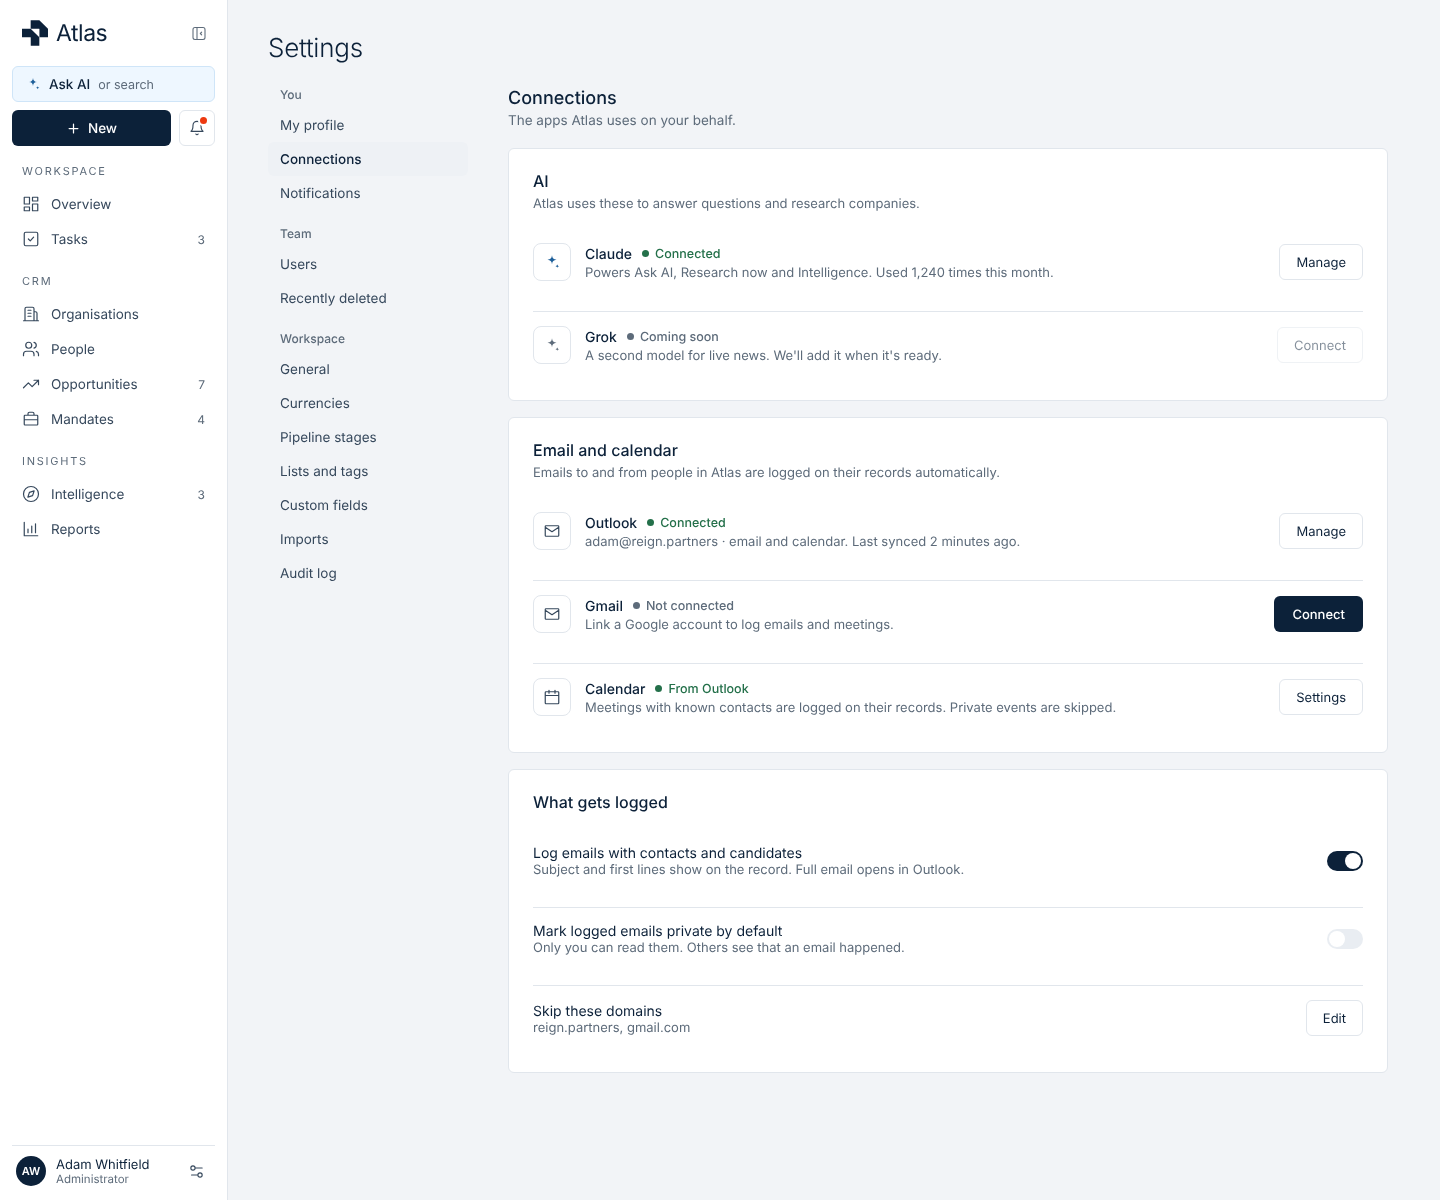 Atlas
Ask AI or search
New
WORKSPACE
Overview
Tasks 3
CRM
Organisations
People
Opportunities 7
Mandates 4
INSIGHTS
Intelligence 3
Reports
AW
Adam Whitfield
Administrator
Settings
You
My profile
Connections
Notifications
Team
Users
Recently deleted
Workspace
General
Currencies
Pipeline stages
Lists and tags
Custom fields
Imports
Audit log
Connections
The apps Atlas uses on your behalf.
AI
Atlas uses these to answer questions and research companies.
Claude Connected
Powers Ask AI, Research now and Intelligence. Used 1,240 times this month.
Manage
Grok Coming soon
A second model for live news. We'll add it when it's ready.
Connect
Email and calendar
Emails to and from people in Atlas are logged on their records automatically.
Outlook Connected
adam@reign.partners · email and calendar. Last synced 2 minutes ago.
Manage
Gmail Not connected
Link a Google account to log emails and meetings.
Connect
Calendar From Outlook
Meetings with known contacts are logged on their records. Private events are skipped.
Settings
What gets logged
Log emails with contacts and candidates
Subject and first lines show on the record. Full email opens in Outlook.
Mark logged emails private by default
Only you can read them. Others see that an email happened.
Skip these domains
reign.partners, gmail.com
Edit